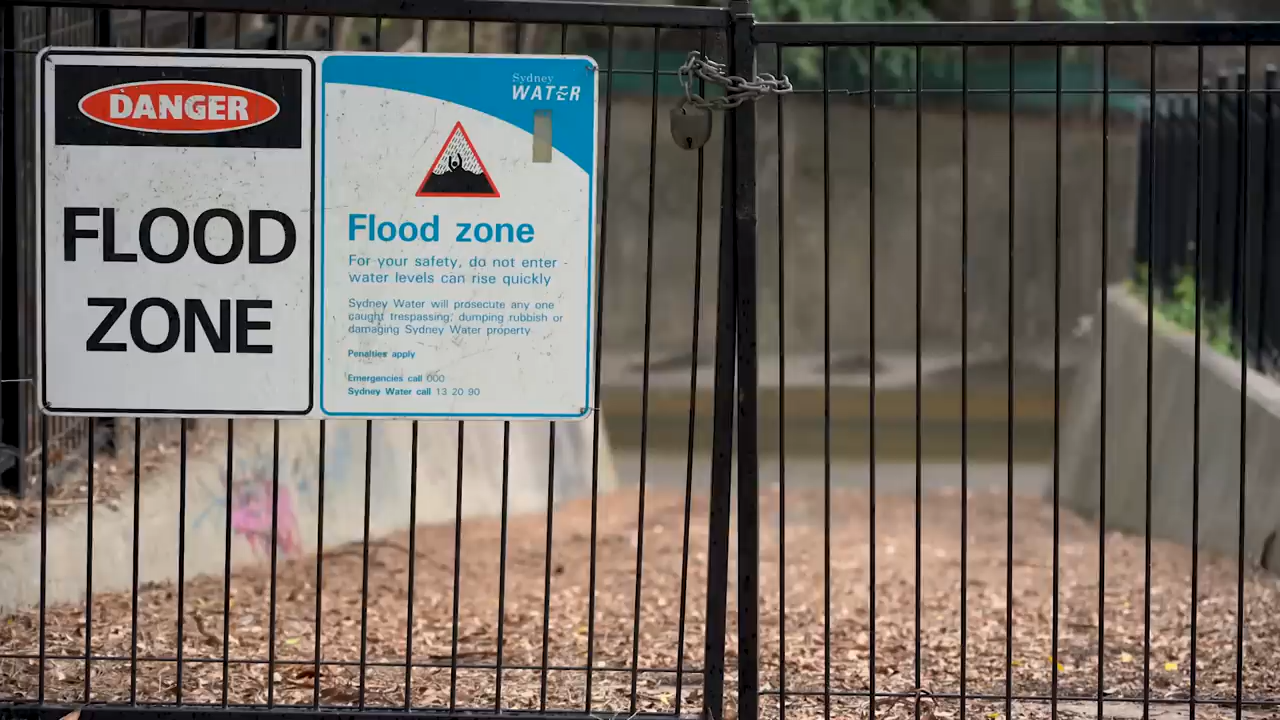 DANGER
FLOOD
ZONE
Sydney
WATER
Flood zone
For your safety, do not enter -
water levels can rise quickly
Sydney Water will prosecute any one
caught trespassing, dumping rubbish or
damaging Sydney Water property
Penalties apply
Emergencies call 000
Sydney Water call 13 20 90